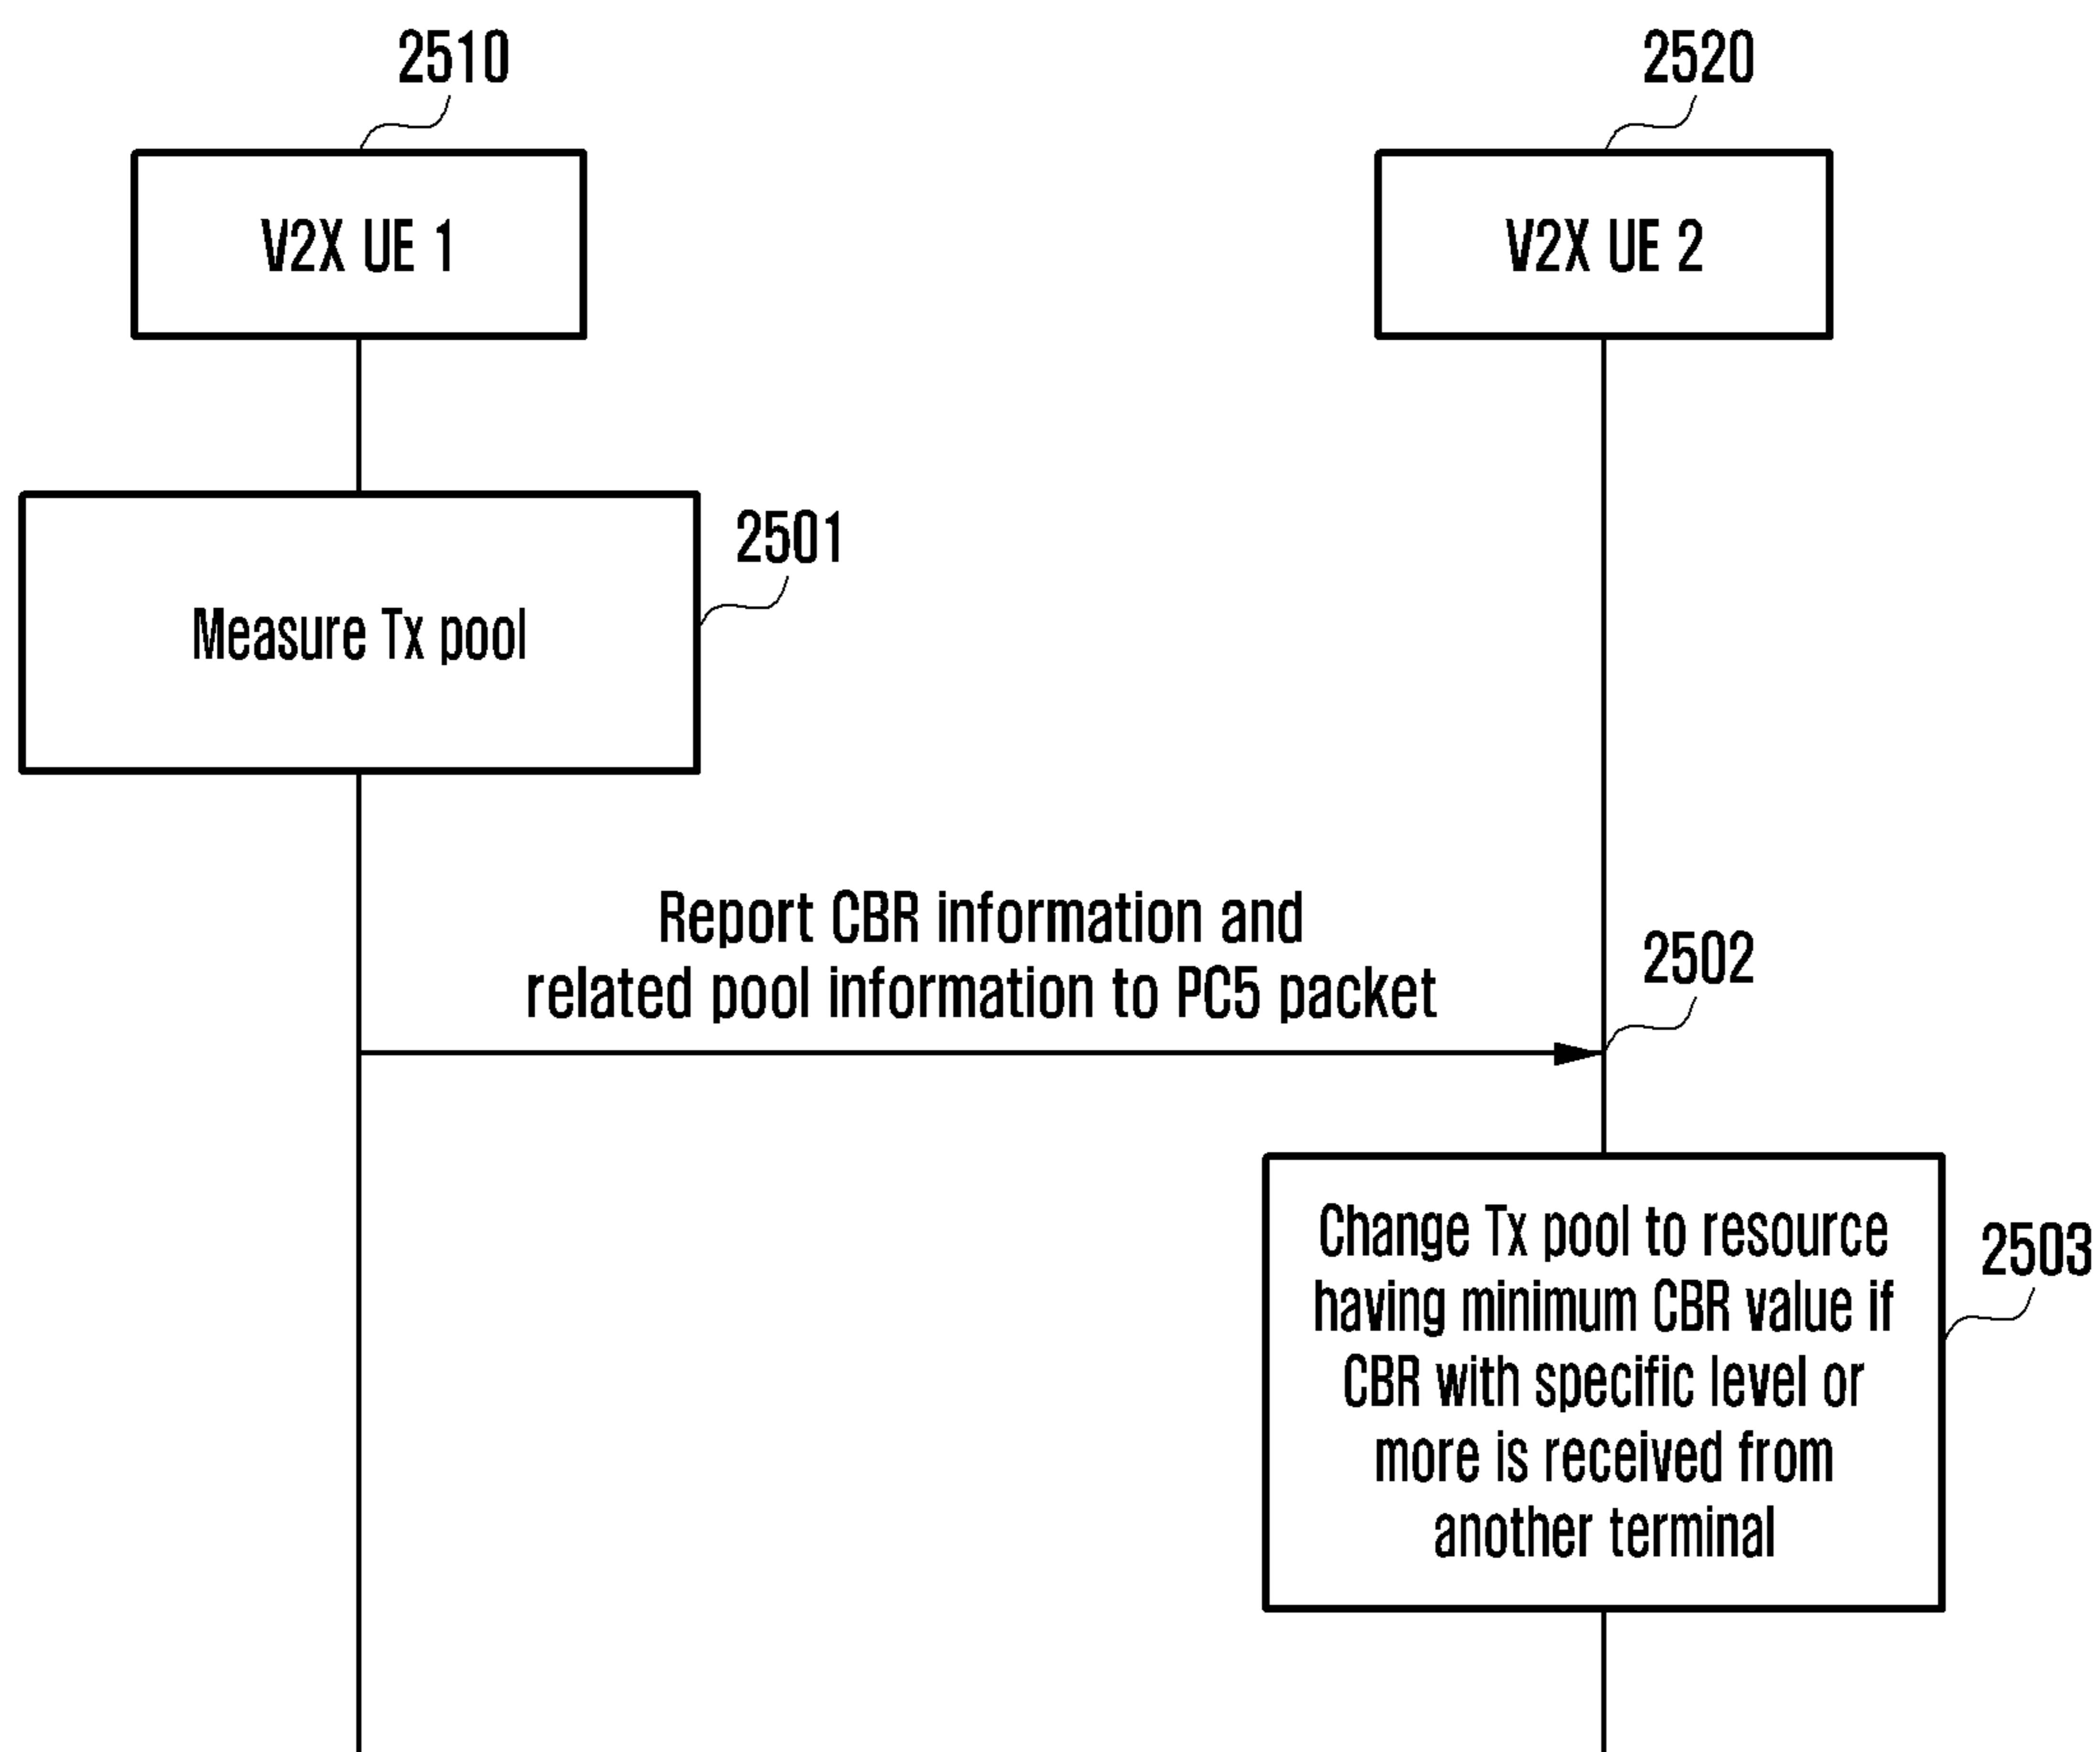 2510
2520
V2X UE 1
V2X UE 2
2501
Measure Tx pool
Report CBR information and
related pool information to PC5 packet
2502
Change Tx pool to resource
having minimum CBR value if
CBR with specific level or
more is received from
another terminal
2503